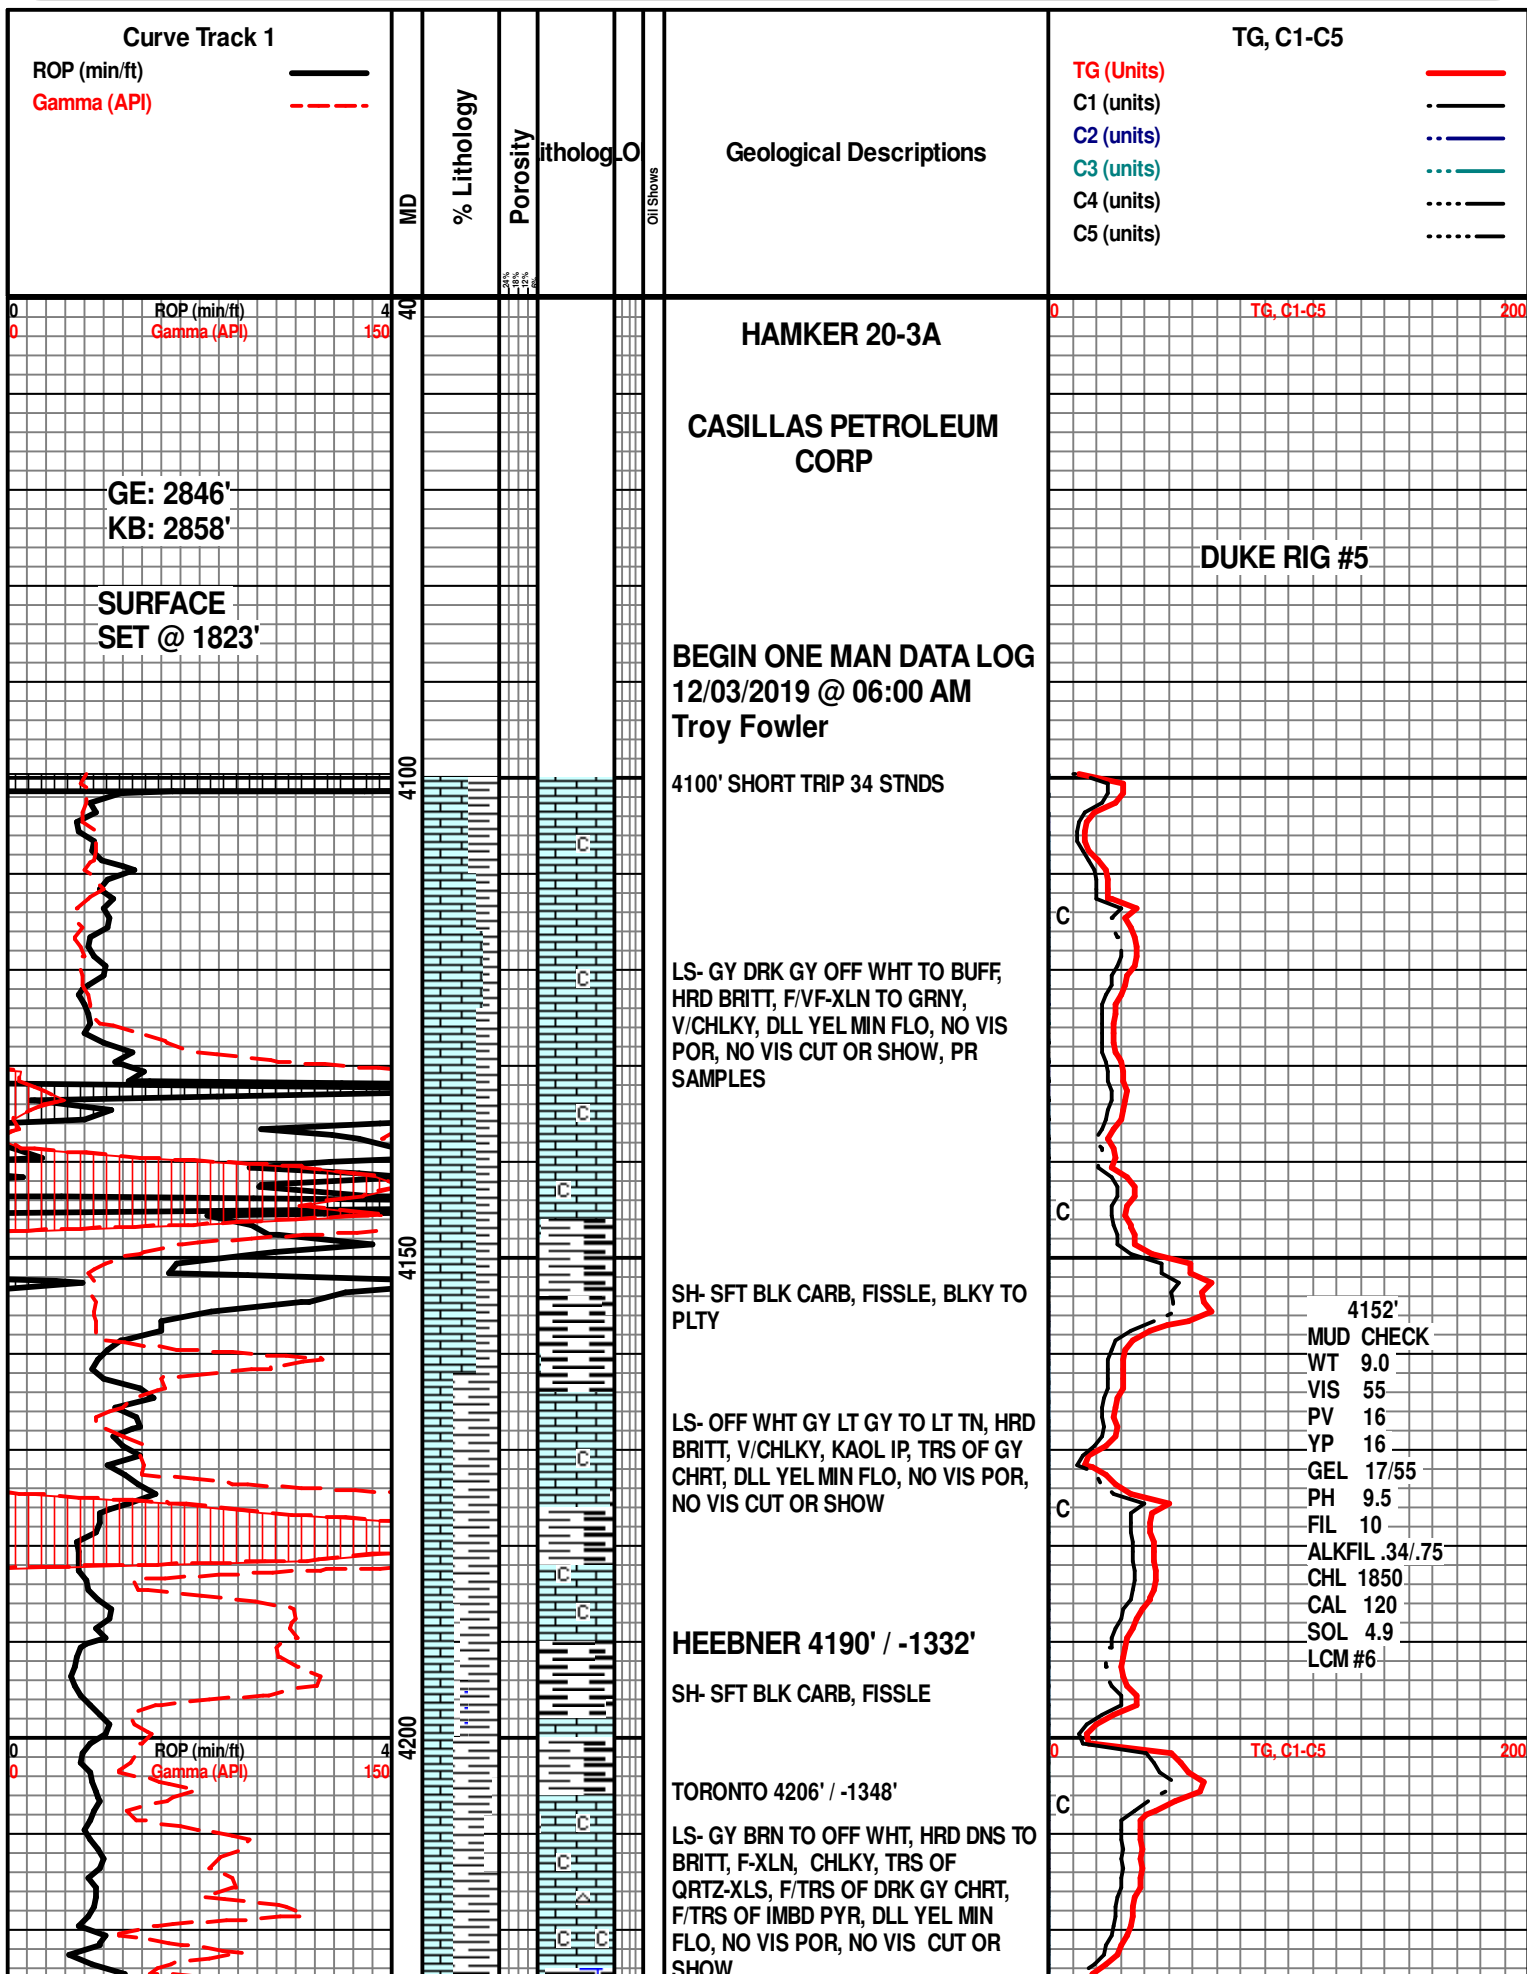 Curve Track 1
ROP (min/ft)
Gamma (API)
MD
% Lithology
Porosity
24%
18%
12%
6%
ithologLO
Oil Shows
Geological Descriptions
TG, C1-C5
TG (Units)
C1 (units)
C2 (units)
C3 (units)
C4 (units)
C5 (units)
0 ROP (min/ft) 4
0 Gamma (API) 150
40
0 TG, C1-C5 200
HAMKER 20-3A
CASILLAS PETROLEUM
CORP
GE: 2846'
KB: 2858'
SURFACE
SET @ 1823'
DUKE RIG #5
BEGIN ONE MAN DATA LOG
12/03/2019 @ 06:00 AM
Troy Fowler
4100
4100' SHORT TRIP 34 STNDS
C
C
LS- GY DRK GY OFF WHT TO BUFF,
HRD BRITT, F/VF-XLN TO GRNY,
V/CHLKY, DLL YEL MIN FLO, NO VIS
POR, NO VIS CUT OR SHOW, PR
SAMPLES
C
C
C
C
4150
SH- SFT BLK CARB, FISSLE, BLKY TO
PLTY
4152'
MUD CHECK
WT 9.0
VIS 55
PV 16
YP 16
GEL 17/55
PH 9.5
FIL 10
ALKFIL .34/.75
CHL 1850
CAL 120
SOL 4.9
LCM #6
LS- OFF WHT GY LT GY TO LT TN, HRD
BRITT, V/CHLKY, KAOL IP, TRS OF GY
CHRT, DLL YEL MIN FLO, NO VIS POR,
NO VIS CUT OR SHOW
C
C
C
C
HEEBNER 4190' / -1332'
SH- SFT BLK CARB, FISSLE
4200
0 ROP (min/ft) 4
0 Gamma (API) 150
0 TG, C1-C5 200
TORONTO 4206' / -1348'
C
C
LS- GY BRN TO OFF WHT, HRD DNS TO
BRITT, F-XLN, CHLKY, TRS OF
QRTZ-XLS, F/TRS OF DRK GY CHRT,
F/TRS OF IMBD PYR, DLL YEL MIN
FLO, NO VIS POR, NO VIS CUT OR
SHOW
C
C C